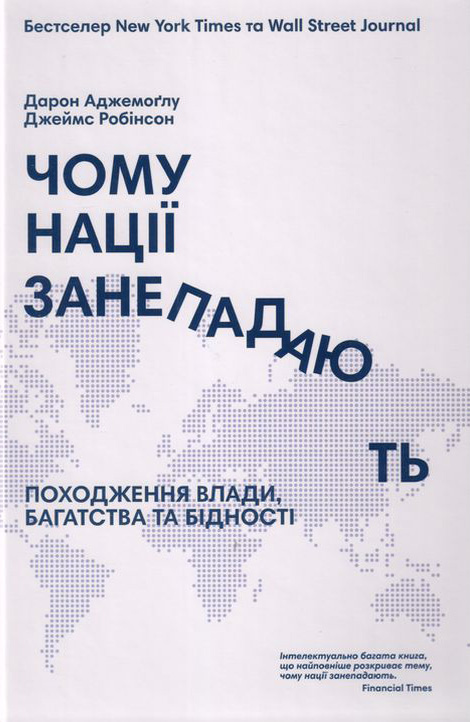 Бестселер New York Times та Wall Street Journal
Дарон Аджемоґлу
Джеймс Робінсон
ЧОМУ
НАЦІЇ
ЗАНЕПАДАЮ
ТЬ
ПОХОДЖЕННЯ ВЛАДИ,
БАГАТСТВА ТА БІДНОСТІ
Інтелектуально багата книга,
що найповніше розкриває тему,
чому нації занепадають.
Financial Times